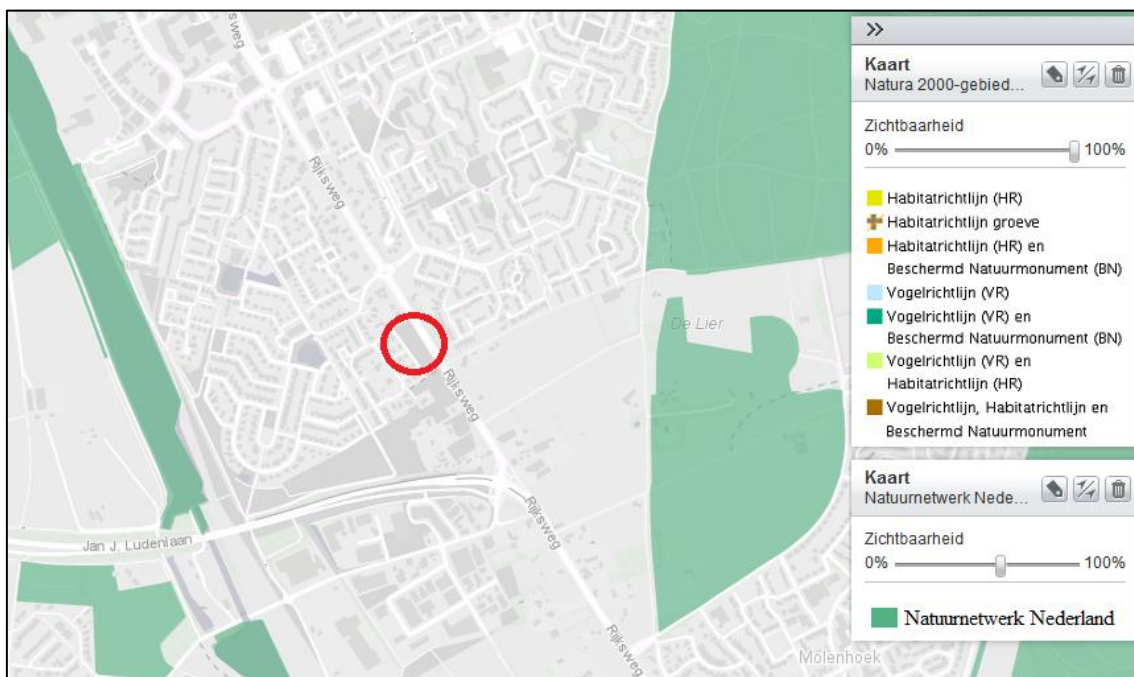 Rijksweg
Rijksweg
Rijksweg
Rijksweg
De Lier
Jan J. Ludenlaan
Molenhoek
Kaart
Natura 2000-gebied...
Zichtbaarheid
0% 100%
Habitatrichtlijn (HR)
Habitatrichtlijn groeve
Habitatrichtlijn (HR) en
Beschermd Natuurmonument (BN)
Vogelrichtlijn (VR)
Vogelrichtlijn (VR) en
Beschermd Natuurmonument (BN)
Vogelrichtlijn (VR) en
Habitatrichtlijn (HR)
Vogelrichtlijn, Habitatrichtlijn en
Beschermd Natuurmonument
Kaart
Natuurnetwerk Nede...
Zichtbaarheid
0% 100%
Natuurnetwerk Nederland